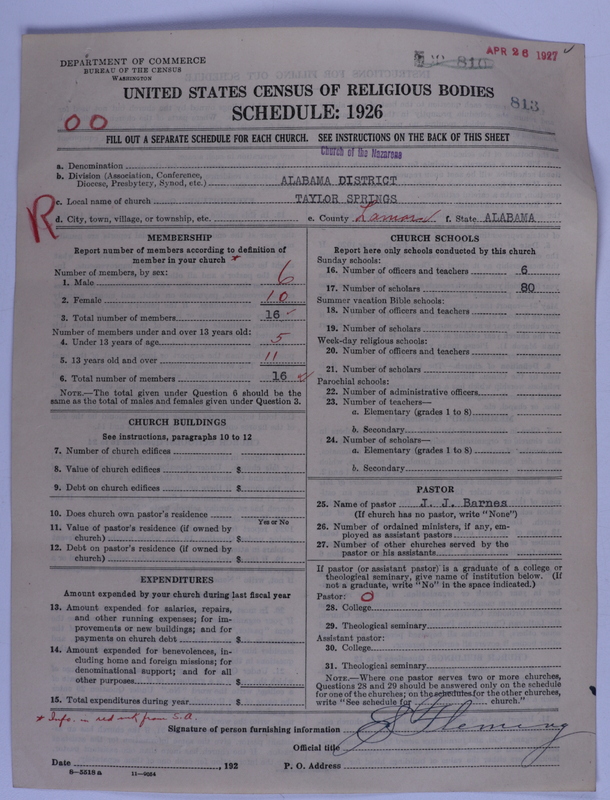 DEPARTMENT OF COMMERCE
BUREAU OF THE CENSUS
WASHINGTON
810
APR 26 1927
UNITED STATES CENSUS OF RELIGIOUS BODIES
SCHEDULE: 1926
813
00
FILL OUT A SEPARATE SCHEDULE FOR EACH CHURCH. SEE INSTRUCTIONS ON THE BACK OF THIS SHEET
Church of the Nazarene
a. Denomination
b. Division (Association, Conference, Diocese, Presbytery, Synod, etc.) ALABAMA DISTRICT
R
c. Local name of church TAYLOR SPRINGS
d. City, town, village, or township, etc. e. County Lamar f. State ALABAMA
MEMBERSHIP
Report number of members according to definition of
member in your church *
Number of members, by sex:
1. Male 6
2. Female 10
3. Total number of members 16 ✓
Number of members under and over 13 years old:
4. Under 13 years of age 5
5. 13 years old and over 11
6. Total number of members 16 ✓
NOTE.—The total given under Question 6 should be the
same as the total of males and females given under Question 3.
CHURCH BUILDINGS
See instructions, paragraphs 10 to 12
7. Number of church edifices
8. Value of church edifices $
9. Debt on church edifices $
10. Does church own pastor's residence
Yes or No
11. Value of pastor's residence (if owned by
church) $
12. Debt on pastor's residence (if owned by
church) $
EXPENDITURES
Amount expended by your church during last fiscal year
13. Amount expended for salaries, repairs,
and other running expenses; for im-
provements or new buildings; and for
payments on church debt $
14. Amount expended for benevolences, in-
cluding home and foreign missions; for
denominational support; and for all
other purposes $
15. Total expenditures during year $
* Info. in red ink from S.A.
CHURCH SCHOOLS
Report here only schools conducted by this church
Sunday schools:
16. Number of officers and teachers 6
17. Number of scholars 80
Summer vacation Bible schools:
18. Number of officers and teachers
19. Number of scholars
Week-day religious schools:
20. Number of officers and teachers
21. Number of scholars
Parochial schools:
22. Number of administrative officers
23. Number of teachers—
a. Elementary (grades 1 to 8)
b. Secondary
24. Number of scholars—
a. Elementary (grades 1 to 8)
b. Secondary
PASTOR
25. Name of pastor J. J. Barnes
(If church has no pastor, write "None")
26. Number of ordained ministers, if any, em-
ployed as assistant pastors
27. Number of other churches served by the
pastor or his assistants
If pastor (or assistant pastor) is a graduate of a college or
theological seminary, give name of institution below. (If
not a graduate, write "No" in the space indicated.)
Pastor: 0
28. College
29. Theological seminary
Assistant pastor:
30. College
31. Theological seminary
NOTE.—Where one pastor serves two or more churches,
Questions 28 and 29 should be answered only on the schedule
for one of the churches; on the schedules for the other churches,
write "See schedule for church."
Signature of person furnishing information Fleming
Official title
Date , 192 P. O. Address
8—5518 a 11—9024